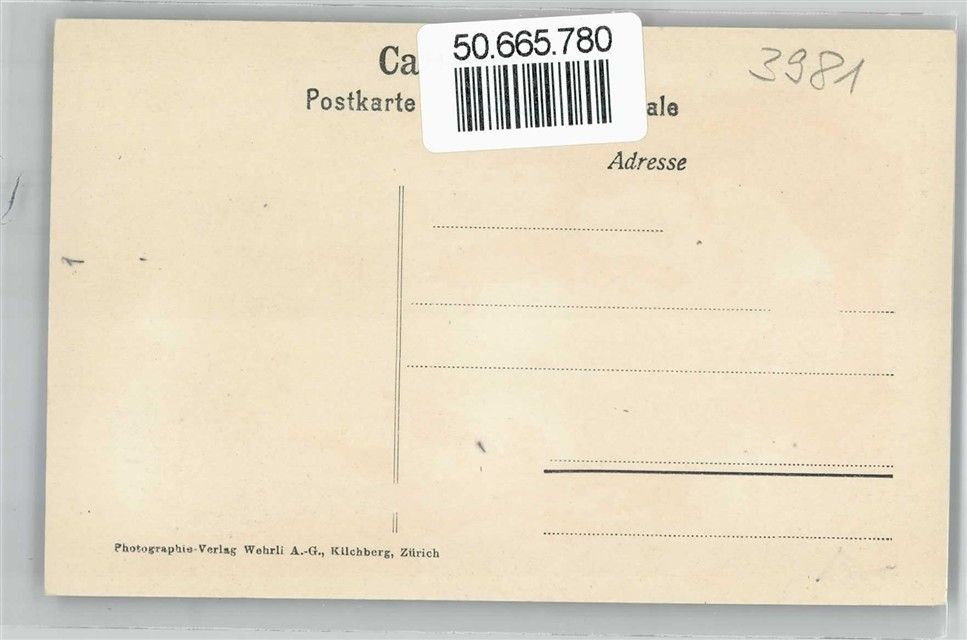 Ca
50.665.780
3981
Postkarte
ale
Adresse
Photographie-Verlag Wehrli A.-G., Kilchberg, Zürich